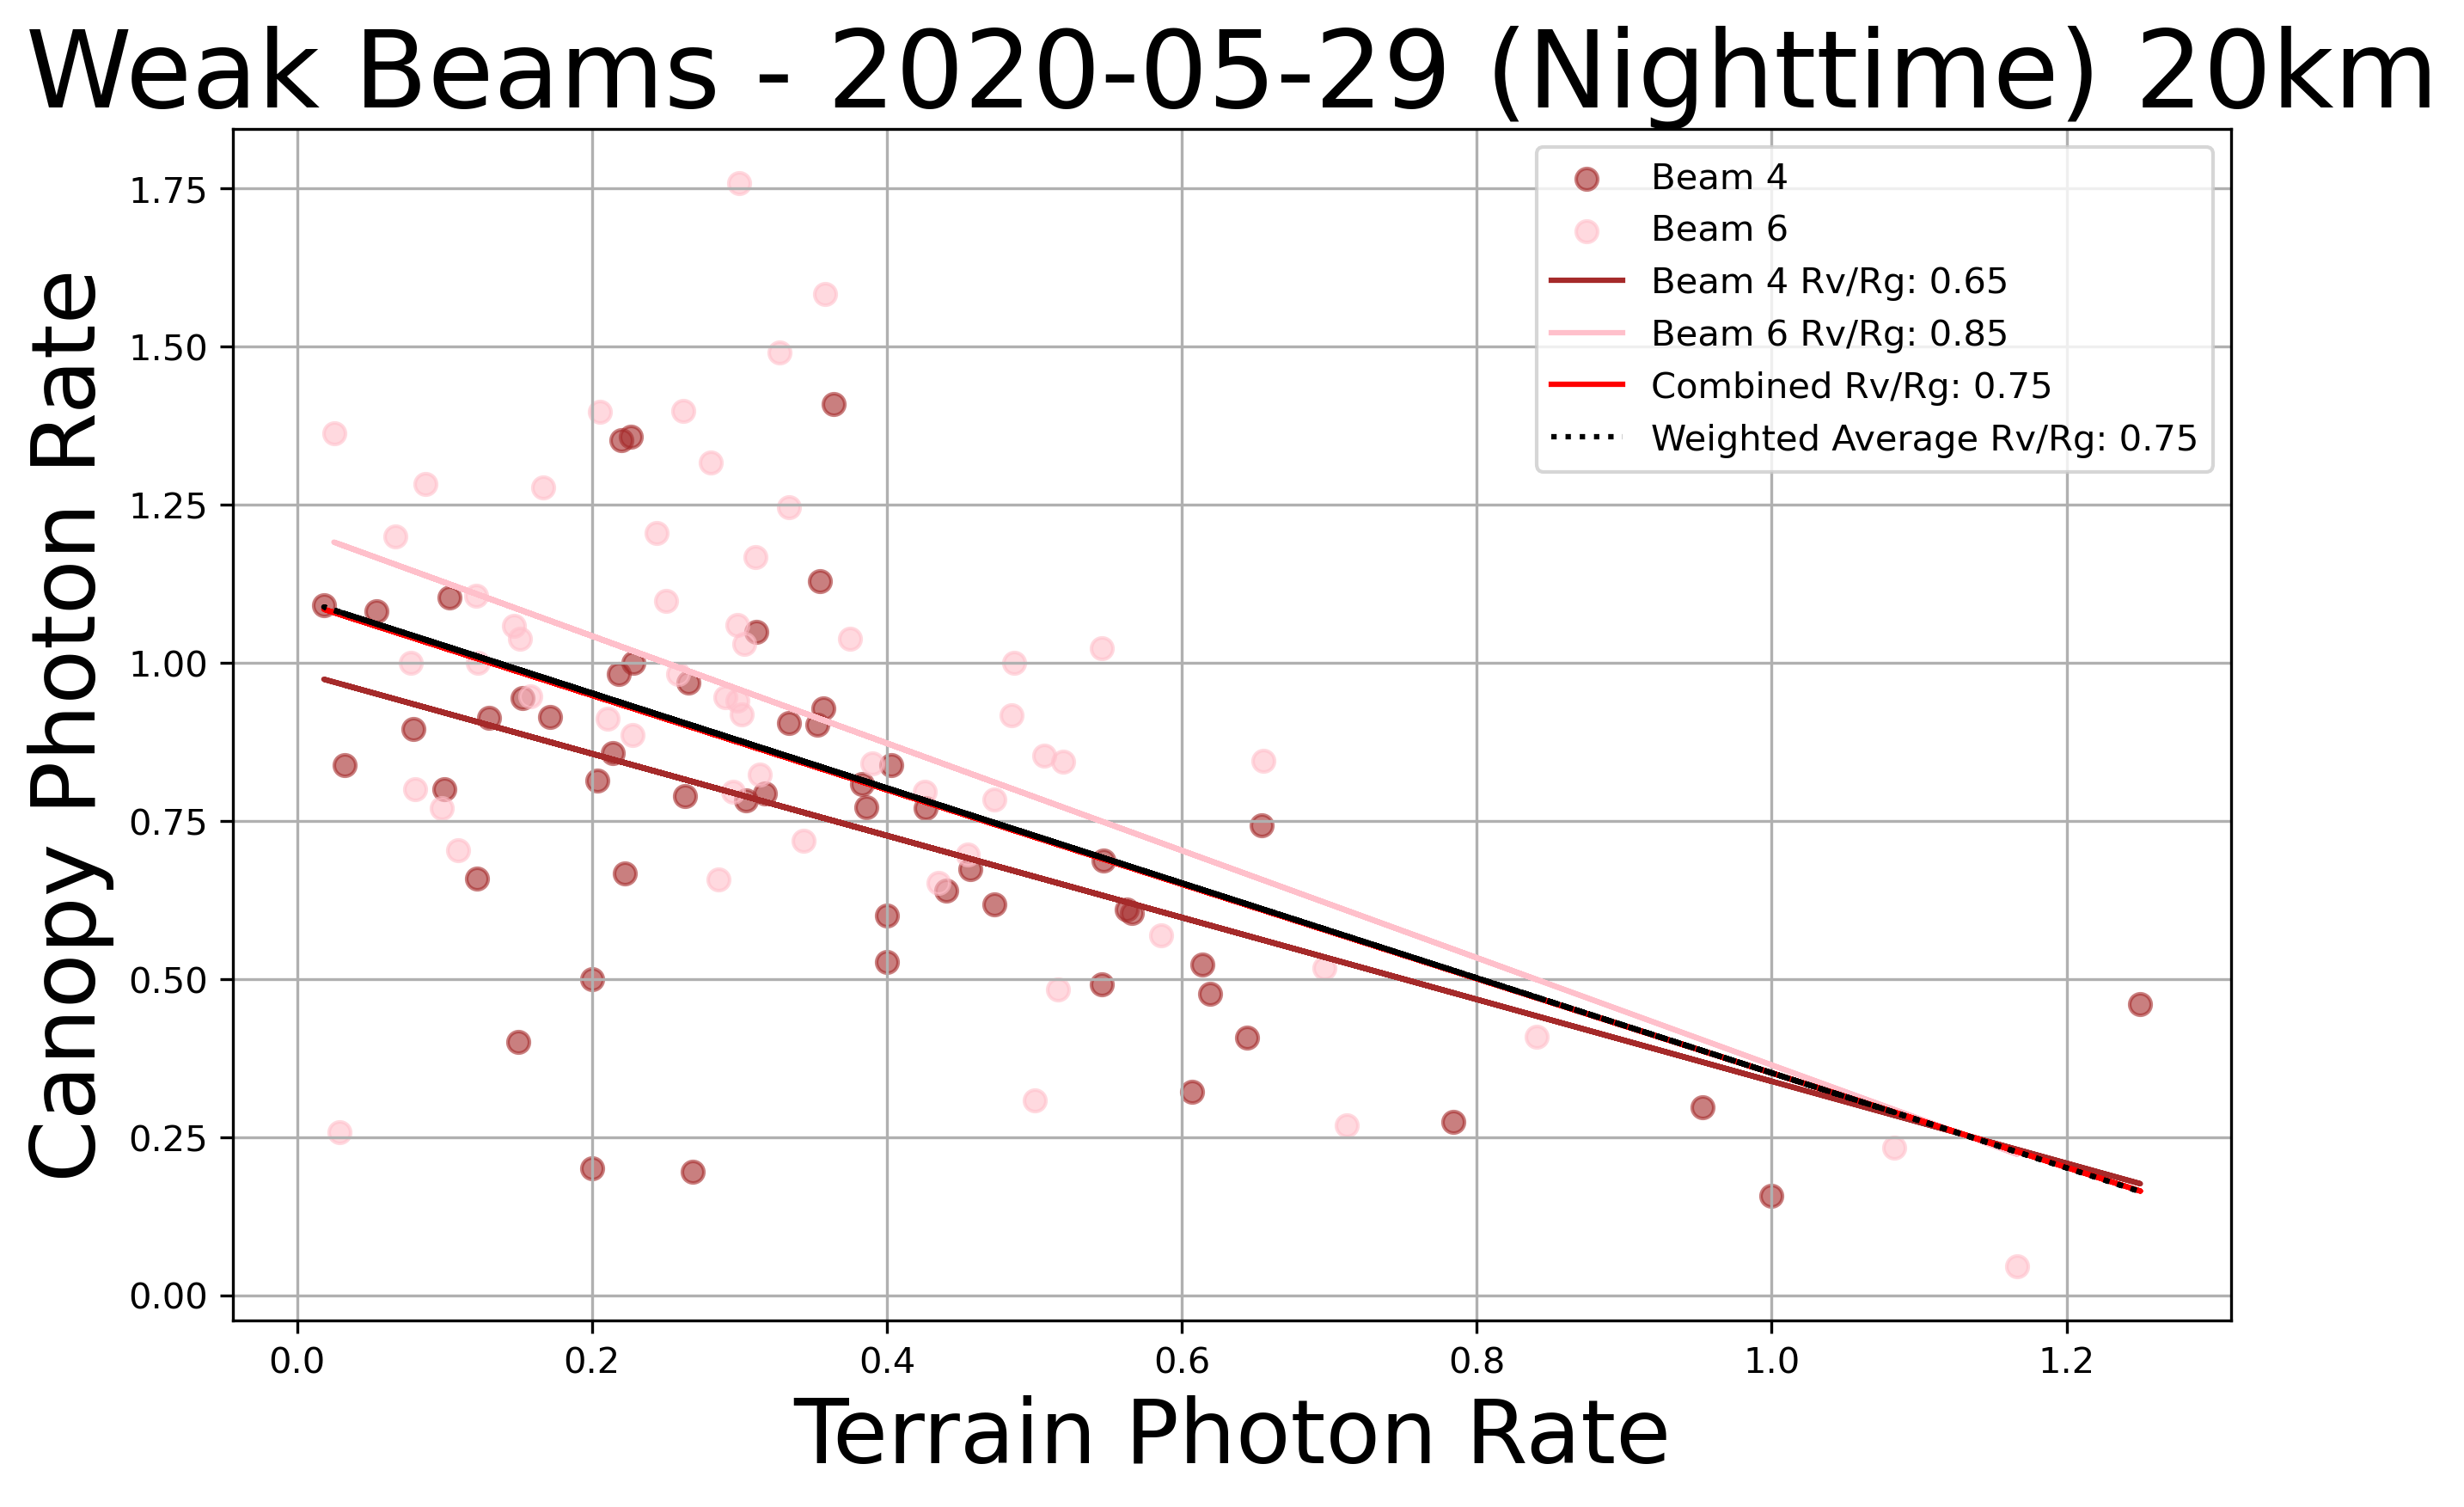 Weak Beams - 2020-05-29 (Nighttime) 20km
Beam 4
Beam 6
Beam 4 Rv/Rg: 0.65
Beam 6 Rv/Rg: 0.85
Combined Rv/Rg: 0.75
Weighted Average Rv/Rg: 0.75
Canopy Photon Rate
1.75
1.50
1.25
1.00
0.75
0.50
0.25
0.00
0.0 0.2 0.4 0.6 0.8 1.0 1.2
Terrain Photon Rate